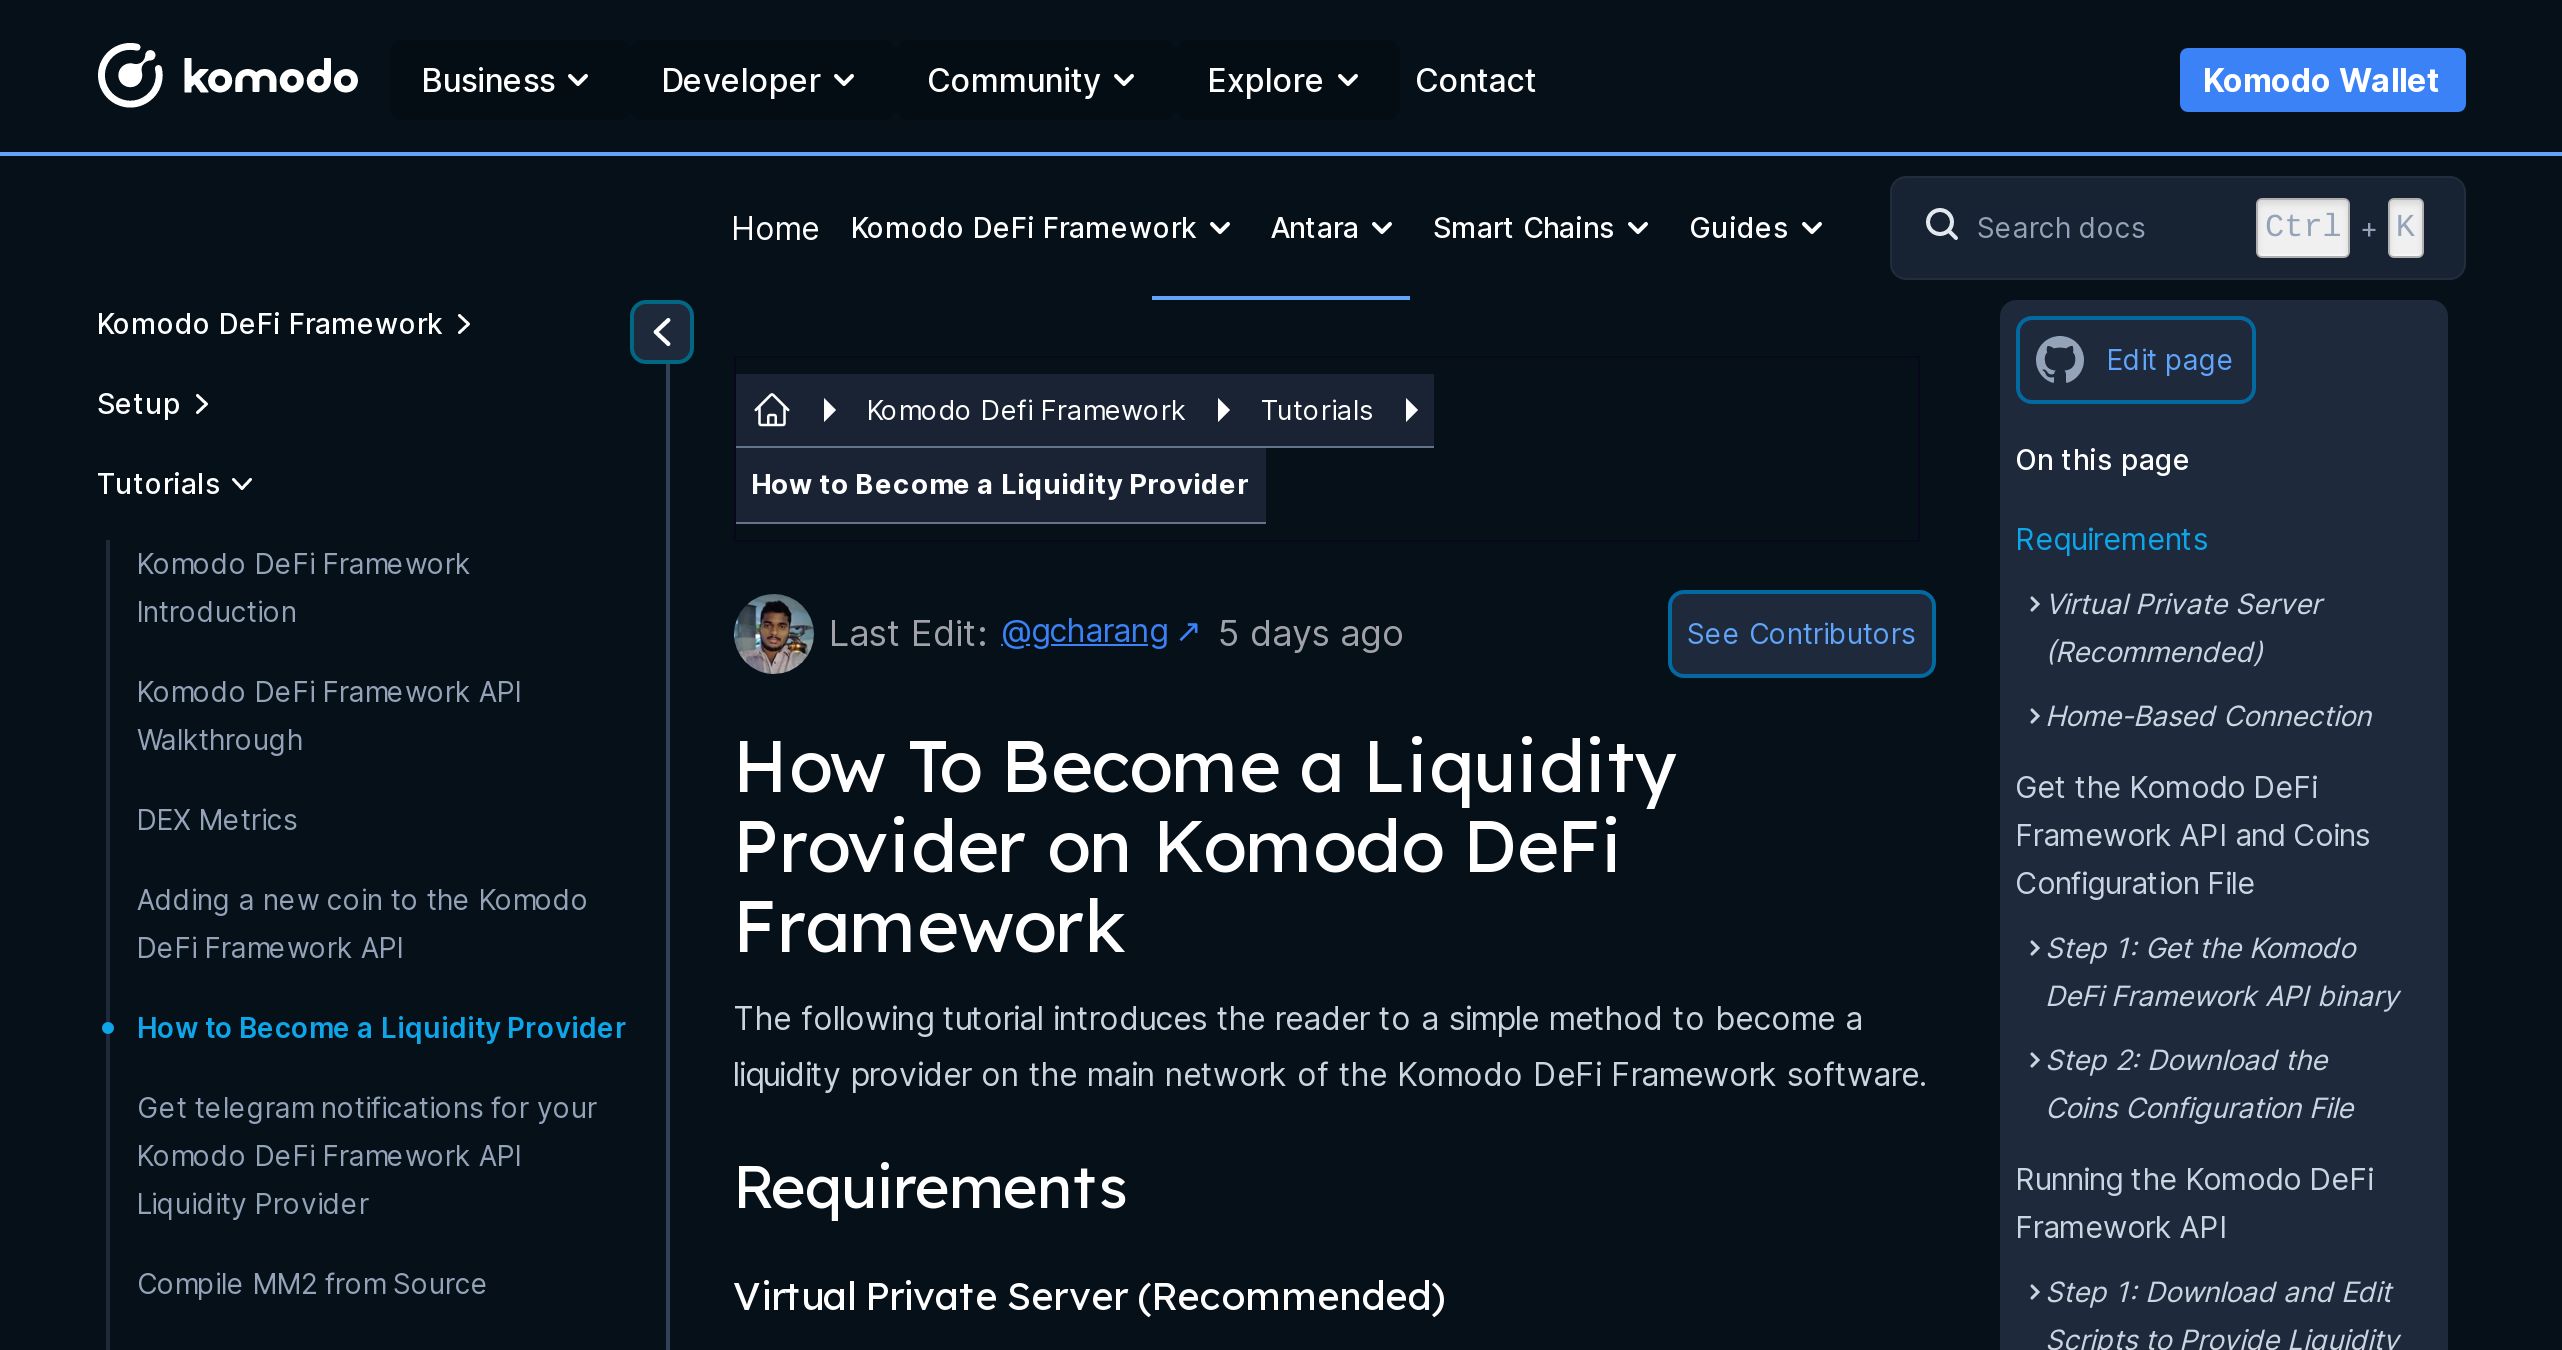 komodo
Business
Developer
Community
Explore
Contact
Komodo Wallet
Home
Komodo DeFi Framework
Antara
Smart Chains
Guides
Search docs
Ctrl + K
Komodo DeFi Framework
Setup
Tutorials
Komodo DeFi Framework
Introduction
Komodo DeFi Framework API
Walkthrough
DEX Metrics
Adding a new coin to the Komodo
DeFi Framework API
How to Become a Liquidity Provider
Get telegram notifications for your
Komodo DeFi Framework API
Liquidity Provider
Compile MM2 from Source
Komodo Defi Framework
Tutorials
How to Become a Liquidity Provider
Last Edit: @gcharang ↗ 5 days ago
See Contributors
How To Become a Liquidity
Provider on Komodo DeFi
Framework
The following tutorial introduces the reader to a simple method to become a
liquidity provider on the main network of the Komodo DeFi Framework software.
Requirements
Virtual Private Server (Recommended)
Edit page
On this page
Requirements
Virtual Private Server
(Recommended)
Home-Based Connection
Get the Komodo DeFi
Framework API and Coins
Configuration File
Step 1: Get the Komodo
DeFi Framework API binary
Step 2: Download the
Coins Configuration File
Running the Komodo DeFi
Framework API
Step 1: Download and Edit
Scripts to Provide Liquidity